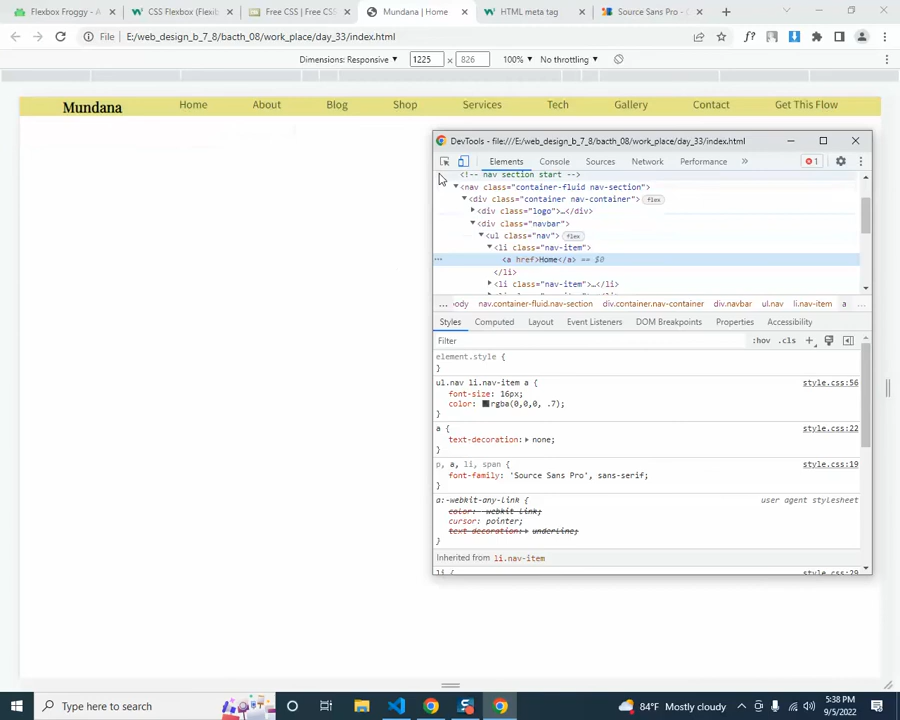 Flexbox Froggy - A
CSS Flexbox (Flexib
Free CSS | Free CSS
Mundana | Home
HTML meta tag
Source Sans Pro - G
File E:/web_design_b_7_8/bacth_08/work_place/day_33/index.html
Dimensions: Responsive 1225 x 826 100% No throttling
Mundana Home About Blog Shop Services Tech Gallery Contact Get This Flow
DevTools - file:///E:/web_design_b_7_8/bacth_08/work_place/day_33/index.html
Elements Console Sources Network Performance » 1
<!-- nav section start -->
<nav class="container-fluid nav-section">
<div class="container nav-container"> flex
<div class="logo">…</div>
<div class="navbar">
<ul class="nav"> flex
<li class="nav-item">
<a href>Home</a> == $0
</li>
<li class="nav-item">…</li>
… ody nav.container-fluid.nav-section div.container.nav-container div.navbar ul.nav li.nav-item a …
Styles Computed Layout Event Listeners DOM Breakpoints Properties Accessibility
Filter :hov .cls +
element.style {
}
ul.nav li.nav-item a { style.css:56
font-size: 16px;
color: rgba(0,0,0, .7);
}
a { style.css:22
text-decoration: none;
}
p, a, li, span { style.css:19
font-family: 'Source Sans Pro', sans-serif;
}
a:-webkit-any-link { user agent stylesheet
color: -webkit-link;
cursor: pointer;
text-decoration: underline;
}
Inherited from li.nav-item
li { style.css:29
Type here to search
84°F Mostly cloudy
5:38 PM
9/5/2022